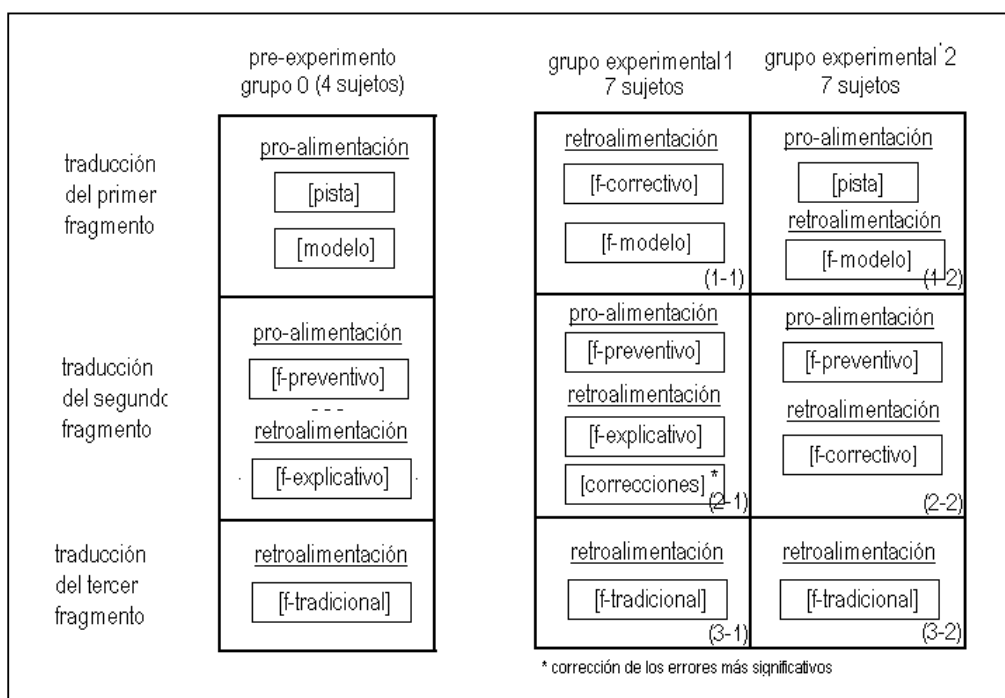 pre-experimento
grupo 0 (4 sujetos)
grupo experimental 1
7 sujetos
grupo experimental 2
7 sujetos
traducción
del primer
fragmento
pro-alimentación
[pista]
[modelo]
retroalimentación
[f-correctivo]
[f-modelo]
(1-1)
pro-alimentación
[pista]
retroalimentación
[f-modelo]
(1-2)
traducción
del segundo
fragmento
pro-alimentación
[f-preventivo]
---
retroalimentación
[f-explicativo]
pro-alimentación
[f-preventivo]
retroalimentación
[f-explicativo]
[correcciones] *
(2-1)
pro-alimentación
[f-preventivo]
retroalimentación
[f-correctivo]
(2-2)
traducción
del tercer
fragmento
retroalimentación
[f-tradicional]
retroalimentación
[f-tradicional]
(3-1)
retroalimentación
[f-tradicional]
(3-2)
* corrección de los errores más significativos